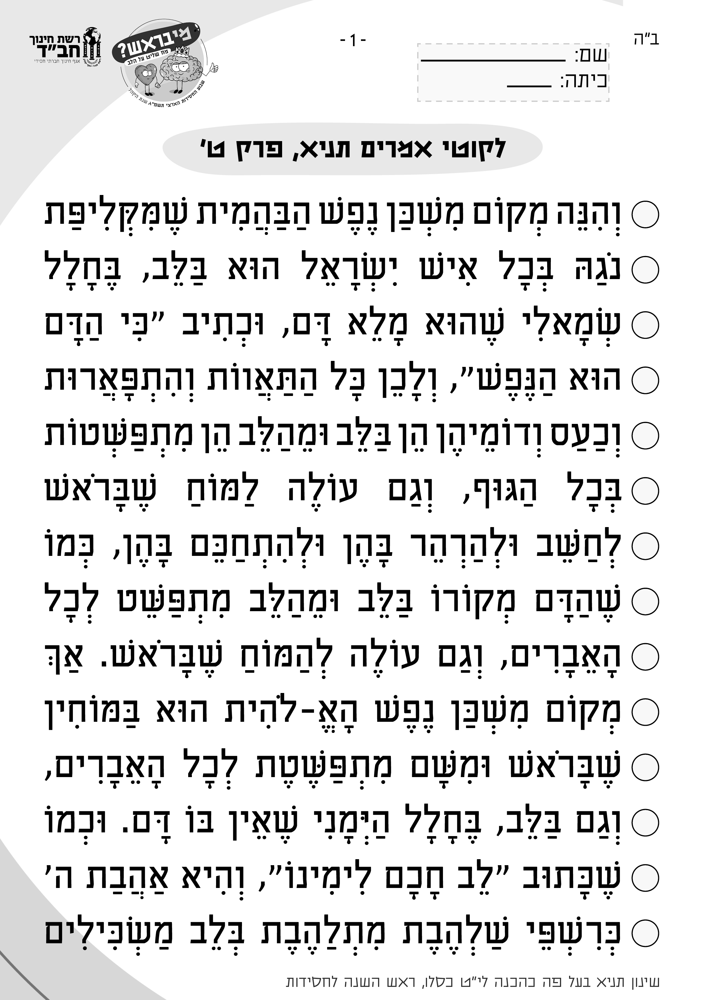 ב"ה
- 1 -
שם:
כיתה:
מי בראש?
מח שליט על הלב
שבוע החסידות הארצי תשפ"ג שנת הקהל
רשת חינוך
חב"ד
אגף חינוך חברתי חסידי
לקוטי אמרים תניא, פרק ט'
וְהִנֵּה מְקוֹם מִשְׁכַּן נֶפֶשׁ הַבַּהֲמִית שֶׁמִּקְּלִיפַּת
נֹגַהּ בְּכָל אִישׁ יִשְׂרָאֵל הוּא בַּלֵּב, בֶּחָלָל
שְׂמָאלִי שֶׁהוּא מָלֵא דָּם, וּכְתִיב "כִּי הַדָּם
הוּא הַנֶּפֶשׁ", וְלָכֵן כָּל הַתַּאֲווֹת וְהִתְפָּאֲרוּת
וְכַעַס וְדוֹמֵיהֶן הֵן בַּלֵּב וּמֵהַלֵּב הֵן מִתְפַּשְּׁטוֹת
בְּכָל הַגּוּף, וְגַם עוֹלֶה לַמּוֹחַ שֶׁבָּרֹאשׁ
לְחַשֵּׁב וּלְהַרְהֵר בָּהֶן וּלְהִתְחַכֵּם בָּהֶן, כְּמוֹ
שֶׁהַדָּם מְקוֹרוֹ בַּלֵּב וּמֵהַלֵּב מִתְפַּשֵּׁט לְכָל
הָאֵבָרִים, וְגַם עוֹלֶה לְהַמּוֹחַ שֶׁבָּרֹאשׁ. אַךְ
מְקוֹם מִשְׁכַּן נֶפֶשׁ הָאֱ-לֹהִית הוּא בַּמּוֹחִין
שֶׁבָּרֹאשׁ וּמִשָּׁם מִתְפַּשֶּׁטֶת לְכָל הָאֵבָרִים,
וְגַם בַּלֵּב, בֶּחָלָל הַיְּמָנִי שֶׁאֵין בּוֹ דָּם. וּכְמוֹ
שֶׁכָּתוּב "לֵב חָכָם לִימִינוֹ", וְהִיא אַהֲבַת ה'
כְּרִשְׁפֵּי שַׁלְהֶבֶת מִתְלַהֶבֶת בְּלֵב מַשְׂכִּילִים
שינון תניא בעל פה כהכנה לי"ט כסלו, ראש השנה לחסידות